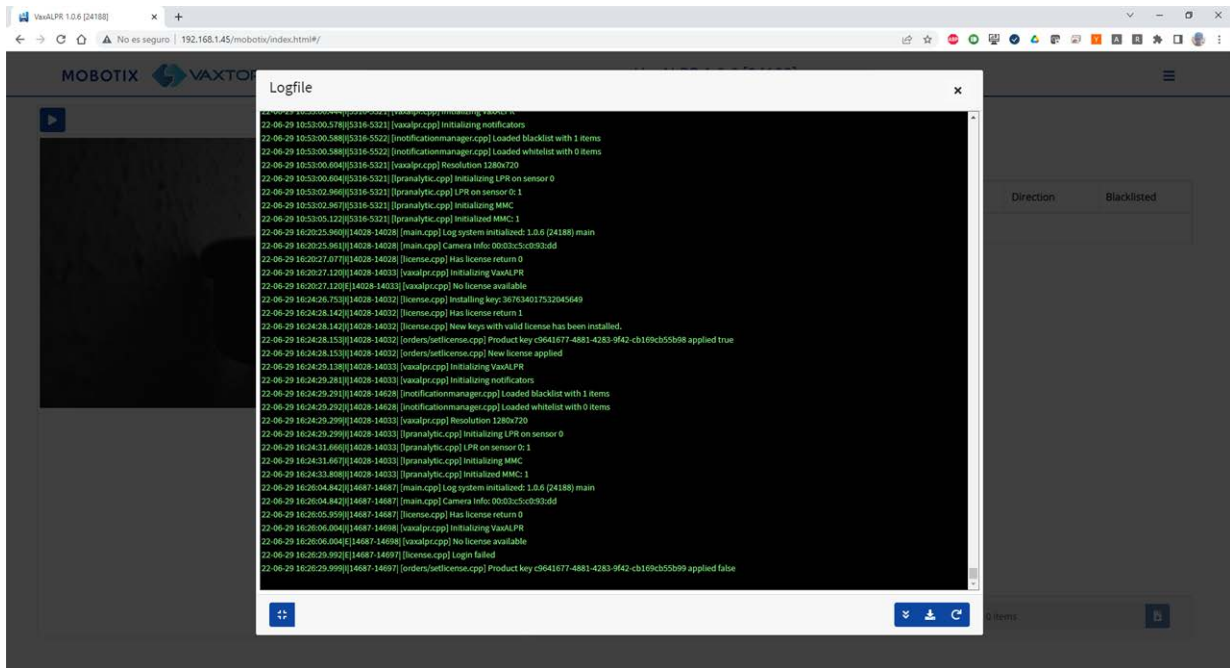 VaxALPR 1.0.6 [24188]
No es seguro | 192.168.1.45/mobotix/index.html#/
MOBOTIX VAXTOR
Logfile
22-06-29 10:53:00.444|I|5316-5321| [vaxalpr.cpp] Initializing VaxALPR
22-06-29 10:53:00.578|I|5316-5321| [vaxalpr.cpp] Initializing notificators
22-06-29 10:53:00.588|I|5316-5522| [inotificationmanager.cpp] Loaded blacklist with 1 items
22-06-29 10:53:00.588|I|5316-5522| [inotificationmanager.cpp] Loaded whitelist with 0 items
22-06-29 10:53:00.604|I|5316-5321| [vaxalpr.cpp] Resolution 1280x720
22-06-29 10:53:00.604|I|5316-5321| [lpranalytic.cpp] Initializing LPR on sensor 0
22-06-29 10:53:02.966|I|5316-5321| [lpranalytic.cpp] LPR on sensor 0: 1
22-06-29 10:53:02.967|I|5316-5321| [lpranalytic.cpp] Initializing MMC
22-06-29 10:53:05.122|I|5316-5321| [lpranalytic.cpp] Initialized MMC: 1
22-06-29 16:20:25.960|I|14028-14028| [main.cpp] Log system initialized: 1.0.6 (24188) main
22-06-29 16:20:25.961|I|14028-14028| [main.cpp] Camera Info: 00:03:c5:c0:93:dd
22-06-29 16:20:27.077|I|14028-14028| [license.cpp] Has license return 0
22-06-29 16:20:27.120|I|14028-14033| [vaxalpr.cpp] Initializing VaxALPR
22-06-29 16:20:27.120|E|14028-14033| [vaxalpr.cpp] No license available
22-06-29 16:24:26.753|I|14028-14032| [license.cpp] Installing key: 367634017532045649
22-06-29 16:24:28.142|I|14028-14032| [license.cpp] Has license return 1
22-06-29 16:24:28.142|I|14028-14032| [license.cpp] New keys with valid license has been installed.
22-06-29 16:24:28.153|I|14028-14032| [orders/setlicense.cpp] Product key c9641677-4881-4283-9f42-cb169cb55b98 applied true
22-06-29 16:24:28.153|I|14028-14032| [orders/setlicense.cpp] New license applied
22-06-29 16:24:29.138|I|14028-14033| [vaxalpr.cpp] Initializing VaxALPR
22-06-29 16:24:29.281|I|14028-14033| [vaxalpr.cpp] Initializing notificators
22-06-29 16:24:29.291|I|14028-14628| [inotificationmanager.cpp] Loaded blacklist with 1 items
22-06-29 16:24:29.292|I|14028-14628| [inotificationmanager.cpp] Loaded whitelist with 0 items
22-06-29 16:24:29.299|I|14028-14033| [vaxalpr.cpp] Resolution 1280x720
22-06-29 16:24:29.299|I|14028-14033| [lpranalytic.cpp] Initializing LPR on sensor 0
22-06-29 16:24:31.666|I|14028-14033| [lpranalytic.cpp] LPR on sensor 0: 1
22-06-29 16:24:31.667|I|14028-14033| [lpranalytic.cpp] Initializing MMC
22-06-29 16:24:33.808|I|14028-14033| [lpranalytic.cpp] Initialized MMC: 1
22-06-29 16:26:04.842|I|14687-14687| [main.cpp] Log system initialized: 1.0.6 (24188) main
22-06-29 16:26:04.842|I|14687-14687| [main.cpp] Camera Info: 00:03:c5:c0:93:dd
22-06-29 16:26:05.959|I|14687-14687| [license.cpp] Has license return 0
22-06-29 16:26:06.004|I|14687-14698| [vaxalpr.cpp] Initializing VaxALPR
22-06-29 16:26:06.004|E|14687-14698| [vaxalpr.cpp] No license available
22-06-29 16:26:29.992|E|14687-14697| [license.cpp] Login failed
22-06-29 16:26:29.999|I|14687-14697| [orders/setlicense.cpp] Product key c9641677-4881-4283-9f42-cb169cb55b99 applied false
Direction Blacklisted
0 items